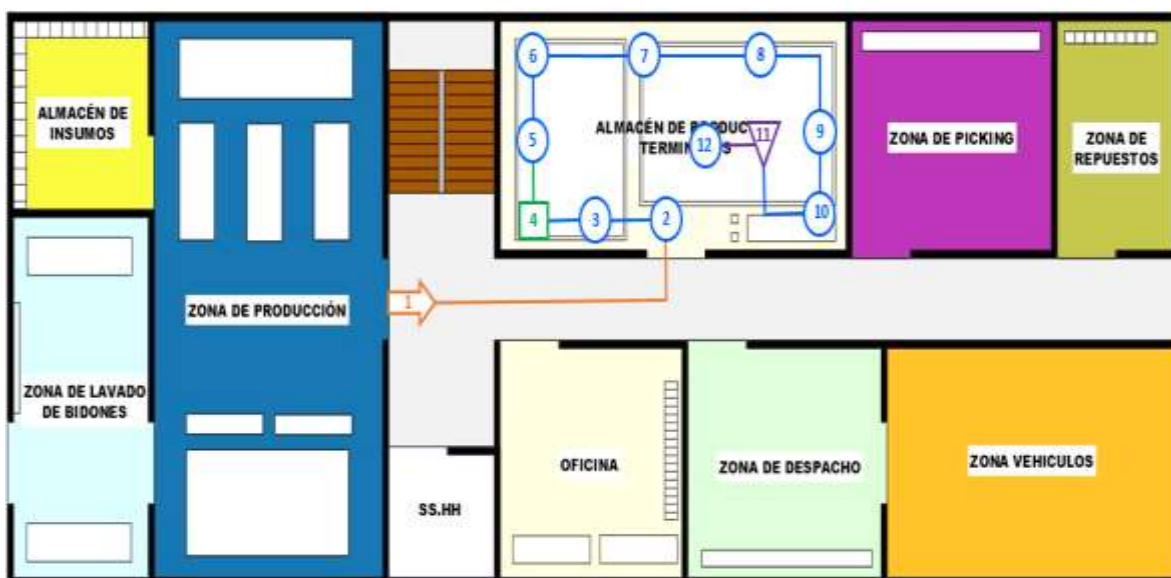 6
7
8
ALMACÉN DE
INSUMOS
ALMACÉN DE PRODUC
TERMINADOS
5
12
11
9
ZONA DE PICKING
ZONA DE
REPUESTOS
4
3
2
10
ZONA DE PRODUCCIÓN
1
ZONA DE LAVADO
DE BIDONES
OFICINA
ZONA DE DESPACHO
ZONA VEHICULOS
SS.HH